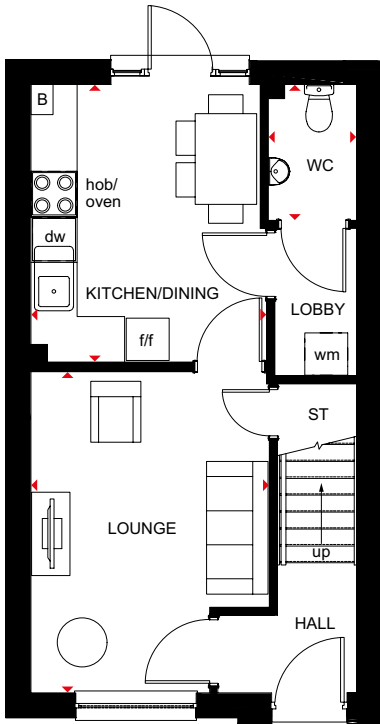 B
WC
hob/
oven
dw
KITCHEN/DINING
LOBBY
f/f
wm
ST
LOUNGE
up
HALL